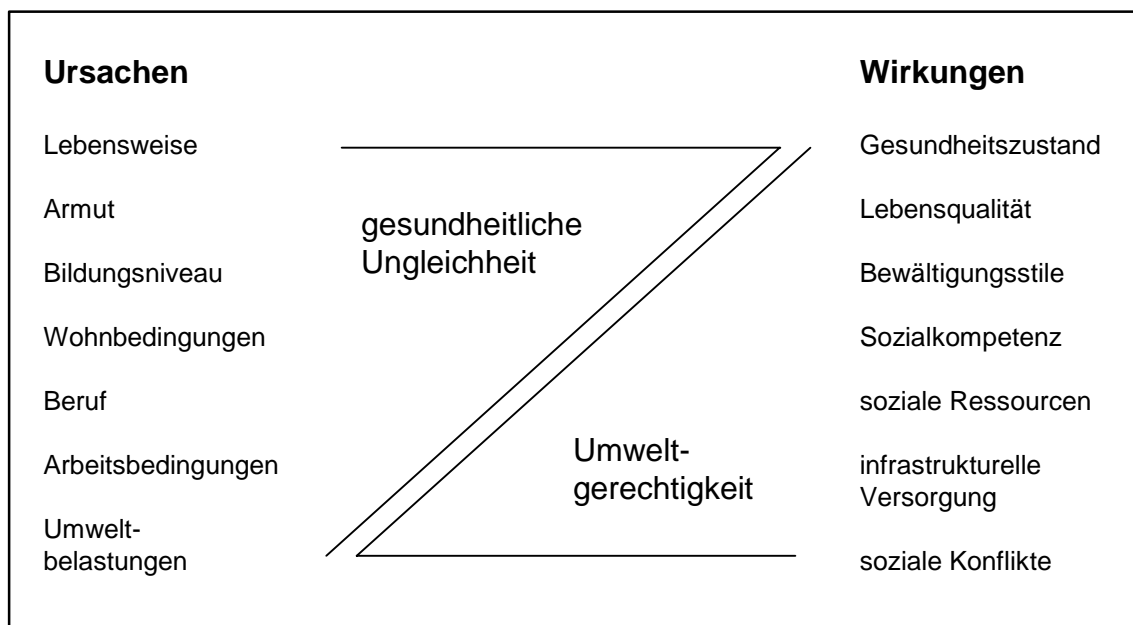 Ursachen
Wirkungen
Lebensweise
Gesundheitszustand
Armut
gesundheitliche
Ungleichheit
Lebensqualität
Bildungsniveau
Bewältigungsstile
Wohnbedingungen
Sozialkompetenz
Beruf
soziale Ressourcen
Arbeitsbedingungen
Umwelt-
gerechtigkeit
infrastrukturelle
Versorgung
Umwelt-
belastungen
soziale Konflikte